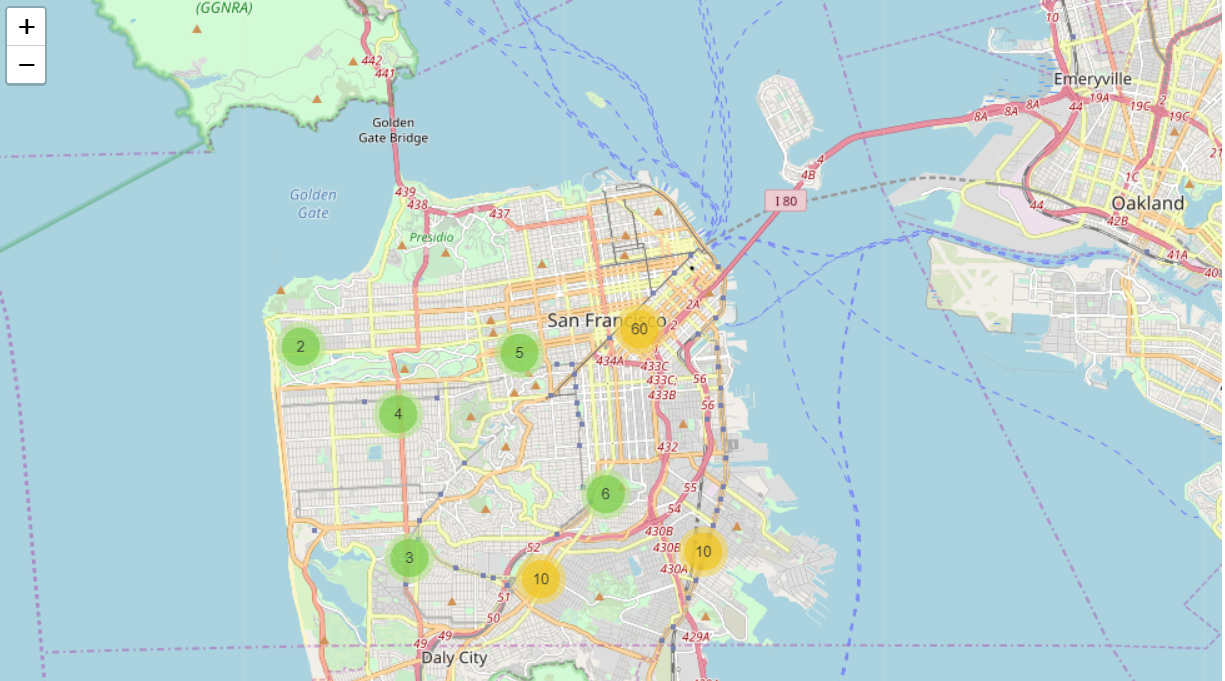 (GGNRA)
+
−
442
441
10
Emeryville
Golden
Gate Bridge
44
19A
19C
2
19C
8A
8A
8A
21
4
4B
439
438
437
Golden
Gate
I 80
1C
Oakland
44
42B
Presidio
41A
40
2A
San Francisco
60
2
2
5
434A
433C
433C;
433B
56
56
4
432
55
6
54
430B
430B
430A
52
10
3
10
51
50
49
49
429A
Daly City